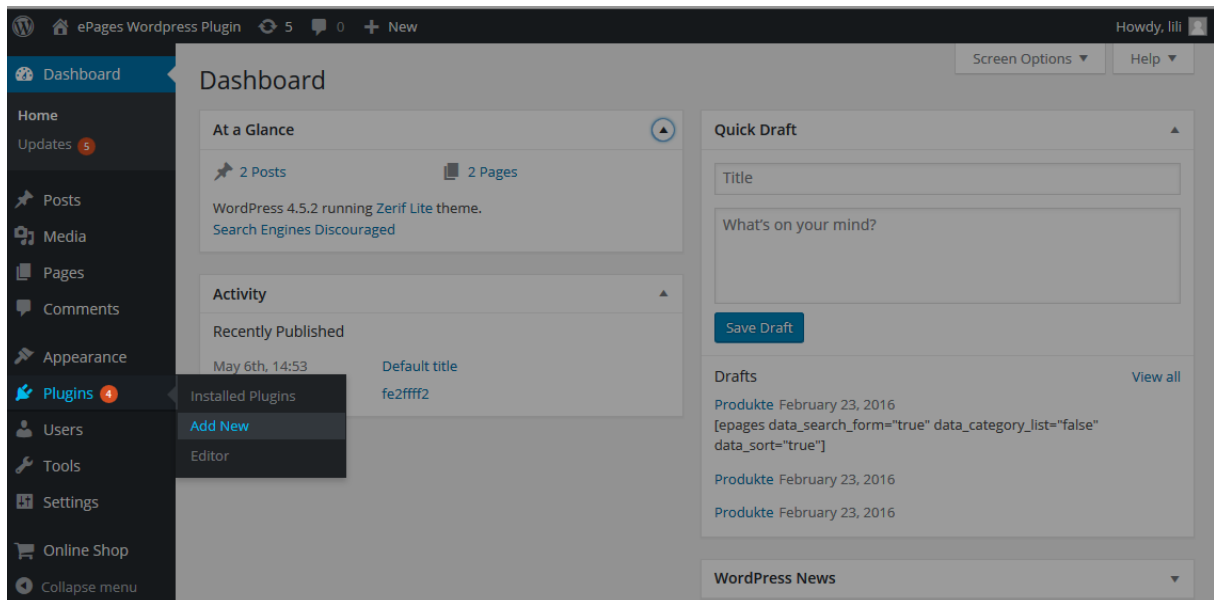 ePages Wordpress Plugin 5 0 New Howdy, lili
Screen Options Help
Dashboard
Home
Updates 5
Posts
Media
Pages
Comments
Appearance
Plugins 4
Installed Plugins
Add New
Editor
Users
Tools
Settings
Online Shop
Collapse menu
Dashboard
At a Glance
2 Posts 2 Pages
WordPress 4.5.2 running Zerif Lite theme.
Search Engines Discouraged
Activity
Recently Published
May 6th, 14:53 Default title
fe2ffff2
Quick Draft
Title
What's on your mind?
Save Draft
Drafts View all
Produkte February 23, 2016
[epages data_search_form="true" data_category_list="false"
data_sort="true"]
Produkte February 23, 2016
Produkte February 23, 2016
WordPress News